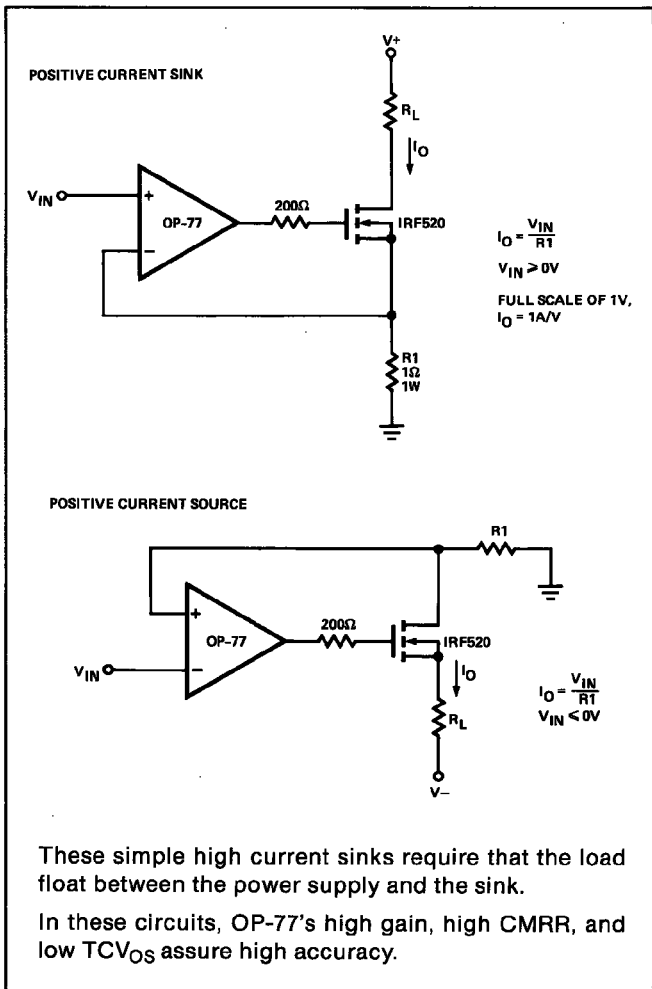 V+
POSITIVE CURRENT SINK
RL
IO
VIN
+
OP-77
−
200Ω
IRF520
IO = VIN
R1
VIN ⩾ 0V
FULL SCALE OF 1V,
IO = 1A/V
R1
1Ω
1W
POSITIVE CURRENT SOURCE
R1
+
OP-77
−
VIN
200Ω
IRF520
IO
RL
V−
IO = VIN
R1
VIN ⩽ 0V
These simple high current sinks require that the load
float between the power supply and the sink.
In these circuits, OP-77's high gain, high CMRR, and
low TCVOS assure high accuracy.